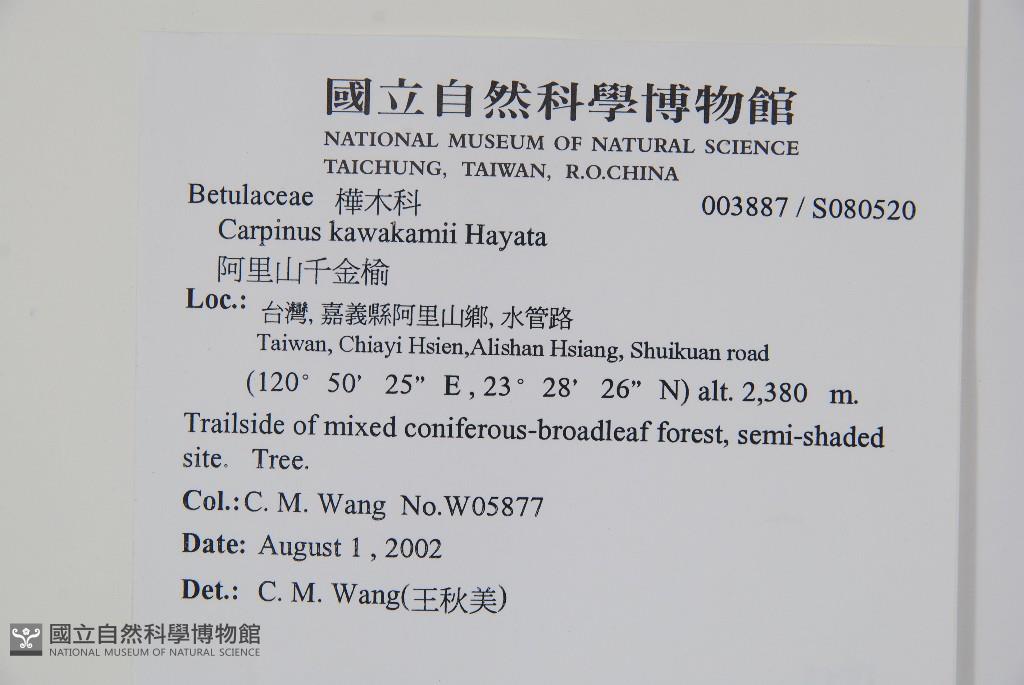 國立自然科學博物館
NATIONAL MUSEUM OF NATURAL SCIENCE
TAICHUNG, TAIWAN, R.O.CHINA
Betulaceae 樺木科 003887 / S080520
Carpinus kawakamii Hayata
阿里山千金榆
Loc.: 台灣, 嘉義縣阿里山鄉, 水管路
Taiwan, Chiayi Hsien,Alishan Hsiang, Shuikuan road
(120° 50’ 25” E , 23° 28’ 26” N) alt. 2,380 m.
Trailside of mixed coniferous-broadleaf forest, semi-shaded
site. Tree.
Col.: C. M. Wang No.W05877
Date: August 1 , 2002
Det.: C. M. Wang(王秋美)
國立自然科學博物館
NATIONAL MUSEUM OF NATURAL SCIENCE